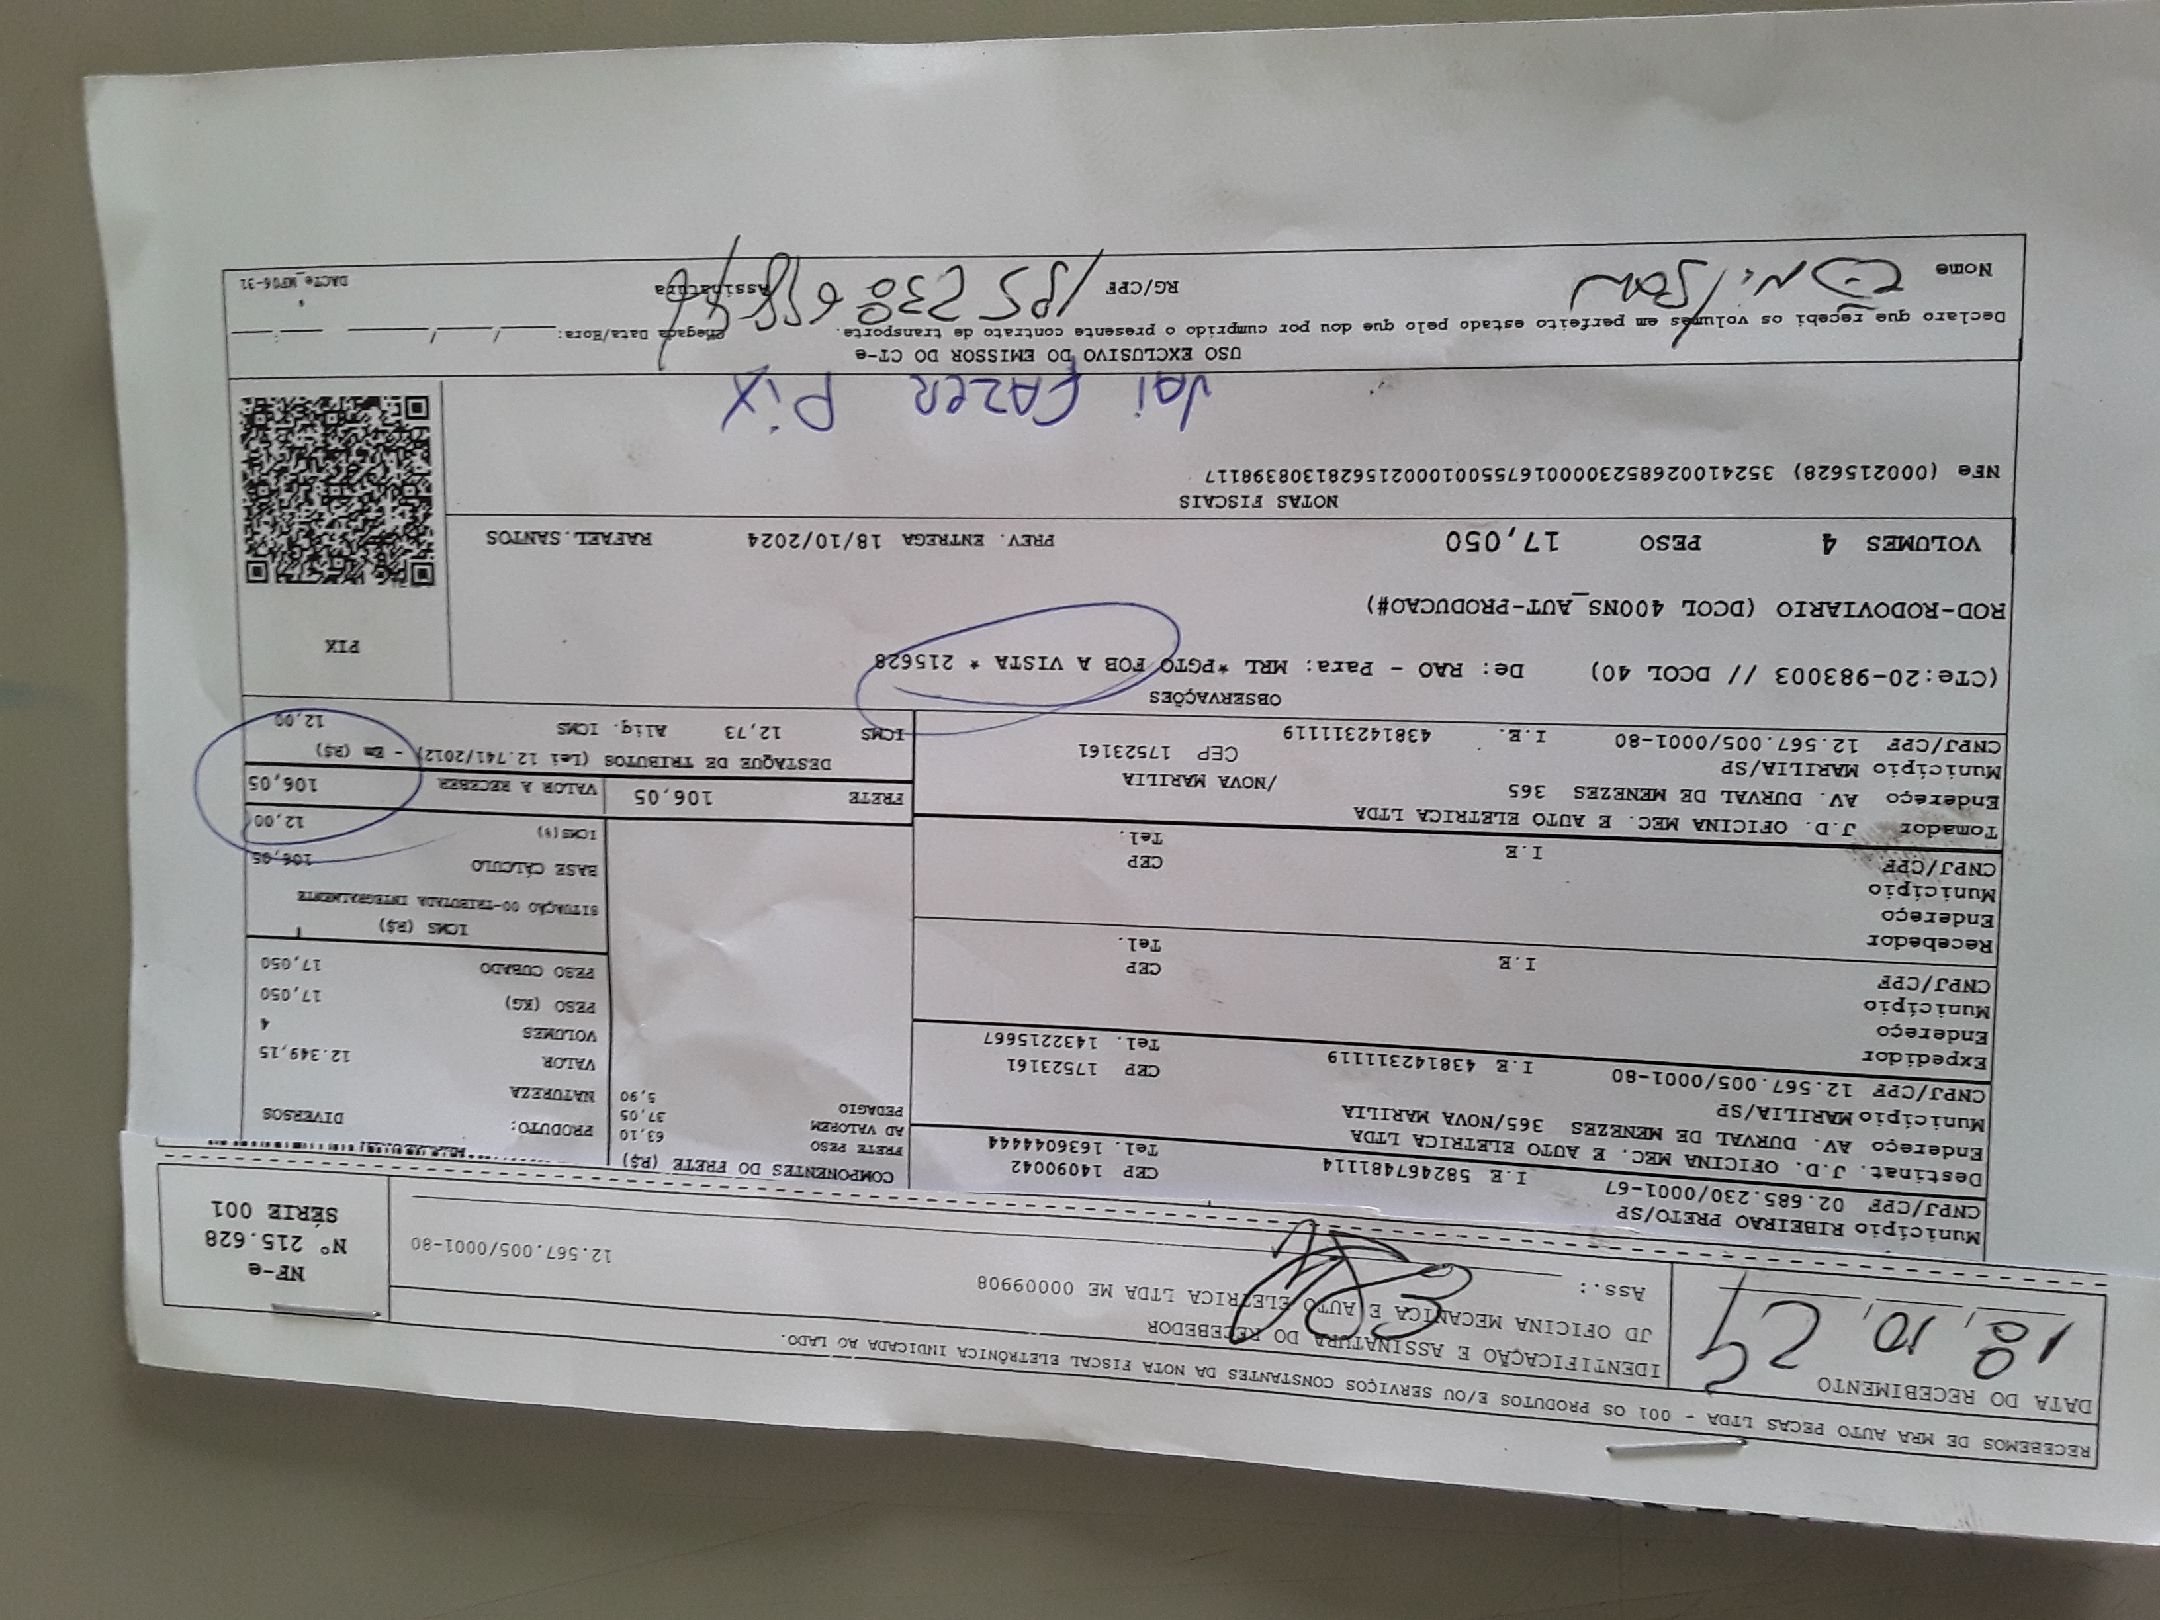 RECEBEMOS DE MRA AUTO PECAS LTDA - 001 OS PRODUTOS E/OU SERVIÇOS CONSTANTES DA NOTA FISCAL ELETRÔNICA INDICADA AO LADO.
DATA DO RECEBIMENTO
18, 10, 24
IDENTIFICAÇÃO E ASSINATURA DO RECEBEDOR
JD OFICINA MECANICA E AUTO ELETRICA LTDA ME 00009908
Ass.:
12.567.005/0001-80
NF-e
Nº 215.628
SÉRIE 001
Município RIBEIRAO PRETO/SP
CEP 14090042
CNPJ/CPF 02.685.230/0001-67 I.E 582467481114 Tel. 1636044444
Destinat. J.D. OFICINA MEC. E AUTO ELETRICA LTDA
Endereço AV. DURVAL DE MENEZES 365/NOVA MARILIA
Município MARILIA/SP CEP 17523161
CNPJ/CPF 12.567.005/0001-80 I.E 438142311119 Tel. 1432215667
Expedidor
Endereço
Município CEP
CNPJ/CPF I.E Tel.
Recebedor
Endereço
Município CEP
CNPJ/CPF I.E Tel.
Tomador J.D. OFICINA MEC. E AUTO ELETRICA LTDA
Endereço AV. DURVAL DE MENEZES 365 /NOVA MARILIA
Município MARILIA/SP CEP 17523161
CNPJ/CPF 12.567.005/0001-80 I.E. 438142311119
COMPONENTES DO FRETE (R$)
FRETE PESO 63,10
AD VALOREM 37,05
PEDAGIO 5,90
PRODUTO: DIVERSOS
NATUREZA
VALOR 12.349,15
VOLUMES 4
PESO (KG) 17,050
PESO CUBADO 17,050
ICMS (R$)
SITUAÇÃO 00-TRIBUTADA INTEGRALMENTE
BASE CÁLCULO 106,05
ICMS(%) 12,00
FRETE 106,05 VALOR A RECEBER 106,05
DESTAQUE DE TRIBUTOS (Lei 12.741/2012) - Em (R$)
ICMS 12,73 Aliq. ICMS 12,00
OBSERVAÇÕES
(CTe:20-983003 // DCOL 40) De: RAO - Para: MRL *PGTO FOB A VISTA * 215628
ROD-RODOVIARIO (DCOL 400NS_AUT-PRODUCAO#)
PIX
VOLUMES 4 PESO 17,050 PREV. ENTREGA 18/10/2024 RAFAEL.SANTOS
NOTAS FISCAIS
NFe (000215628) 35241002685230000167550010002156281308398117
VAi FAZER PiX
USO EXCLUSIVO DO EMISSOR DO CT-e
Declaro que recebi os volumes em perfeito estado pelo que dou por cumprido o presente contrato de transporte. Chegada Data/Hora: / / :
Nome RG/CPF Assinatura
DACTe_MF06-31